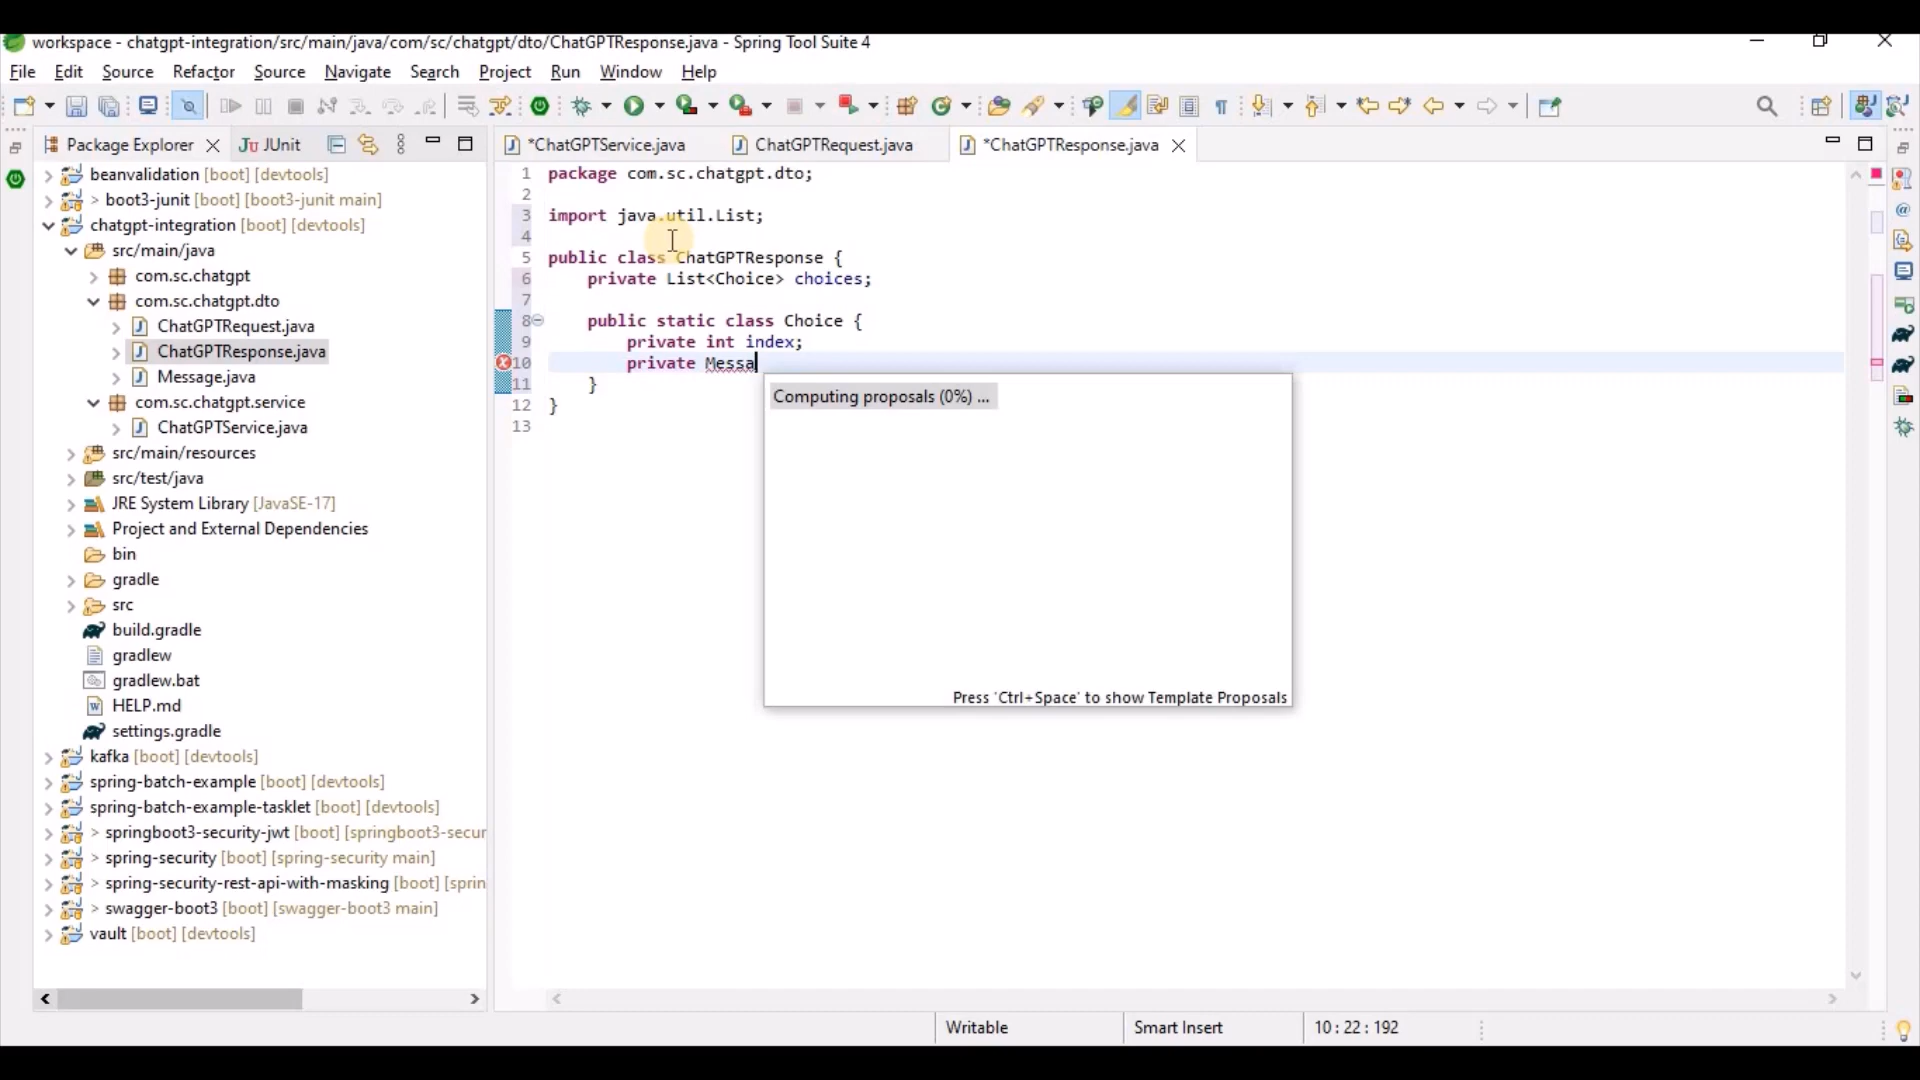 workspace - chatgpt-integration/src/main/java/com/sc/chatgpt/dto/ChatGPTResponse.java - Spring Tool Suite 4
File Edit Source Refactor Source Navigate Search Project Run Window Help
Package Explorer
JUnit
beanvalidation [boot] [devtools]
> boot3-junit [boot] [boot3-junit main]
chatgpt-integration [boot] [devtools]
src/main/java
com.sc.chatgpt
com.sc.chatgpt.dto
ChatGPTRequest.java
ChatGPTResponse.java
Message.java
com.sc.chatgpt.service
ChatGPTService.java
src/main/resources
src/test/java
JRE System Library [JavaSE-17]
Project and External Dependencies
bin
gradle
src
build.gradle
gradlew
gradlew.bat
HELP.md
settings.gradle
kafka [boot] [devtools]
spring-batch-example [boot] [devtools]
spring-batch-example-tasklet [boot] [devtools]
> springboot3-security-jwt [boot] [springboot3-secur
> spring-security [boot] [spring-security main]
> spring-security-rest-api-with-masking [boot] [sprin
> swagger-boot3 [boot] [swagger-boot3 main]
vault [boot] [devtools]
*ChatGPTService.java
ChatGPTRequest.java
*ChatGPTResponse.java
1 package com.sc.chatgpt.dto;
2
3 import java.util.List;
4
5 public class ChatGPTResponse {
6 private List<Choice> choices;
7
8 public static class Choice {
9 private int index;
10 private Messa
11 }
12 }
13
Computing proposals (0%) ...
Press 'Ctrl+Space' to show Template Proposals
Writable
Smart Insert
10 : 22 : 192